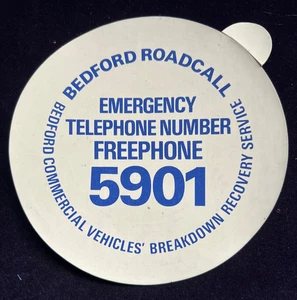 BEDFORD ROADCALL
EMERGENCY
TELEPHONE NUMBER
FREEPHONE
5901
BEDFORD COMMERCIAL VEHICLES' BREAKDOWN RECOVERY SERVICE